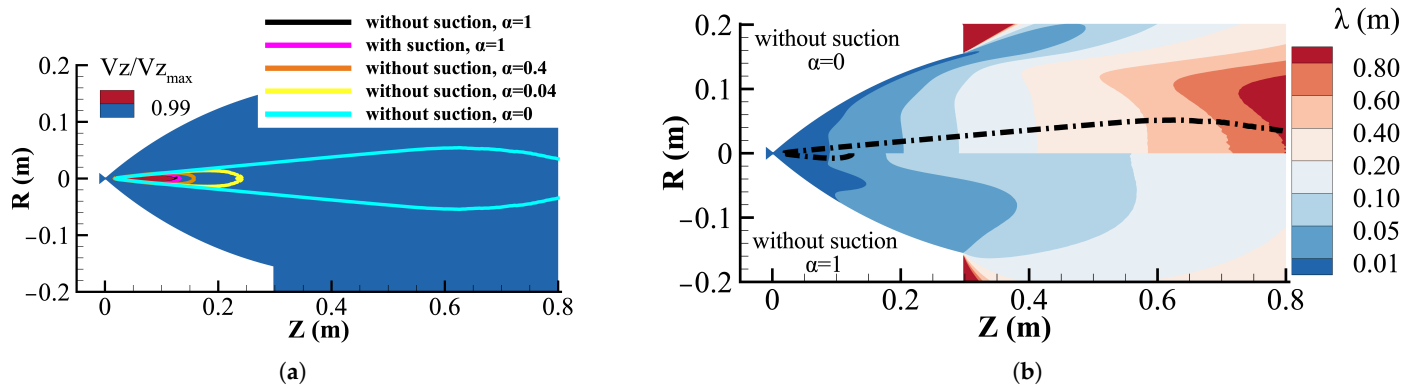 without suction, α=1
with suction, α=1
without suction, α=0.4
without suction, α=0.04
without suction, α=0
Vz/Vzmax
0.99
0.2
0.1
0
−0.1
−0.2
R (m)
0
0.2
0.4
0.6
0.8
Z (m)
(a)
without suction
α=0
without suction
α=1
0.2
0.1
0
−0.1
−0.2
R (m)
0
0.2
0.4
0.6
0.8
Z (m)
λ (m)
0.80
0.60
0.40
0.20
0.10
0.05
0.01
(b)